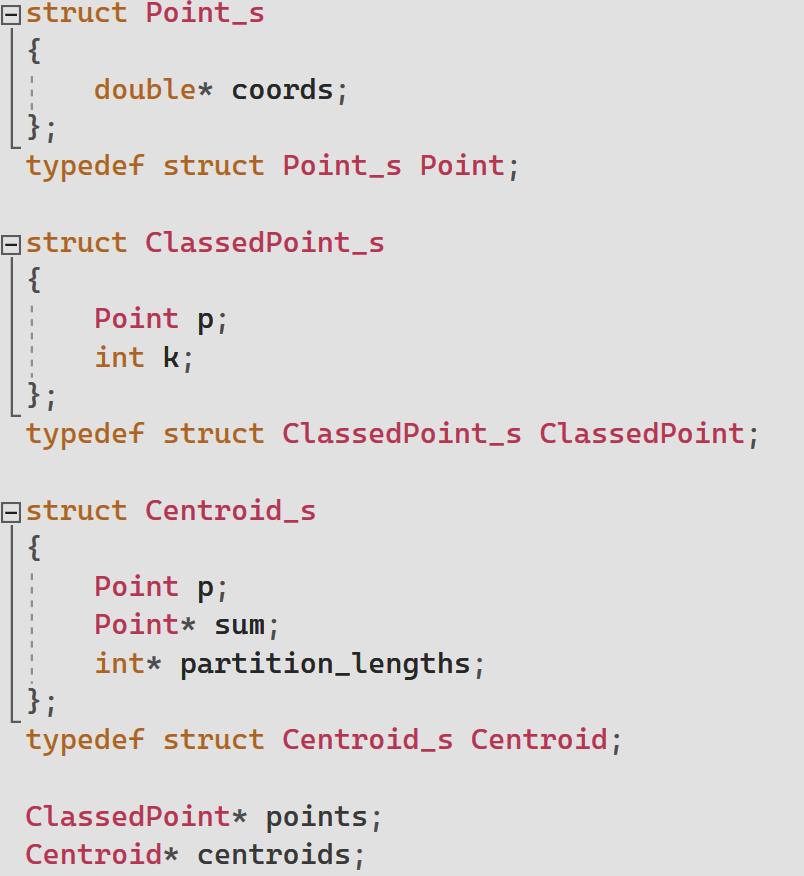 struct Point_s
{
double* coords;
};
typedef struct Point_s Point;
struct ClassedPoint_s
{
Point p;
int k;
};
typedef struct ClassedPoint_s ClassedPoint;
struct Centroid_s
{
Point p;
Point* sum;
int* partition_lengths;
};
typedef struct Centroid_s Centroid;
ClassedPoint* points;
Centroid* centroids;